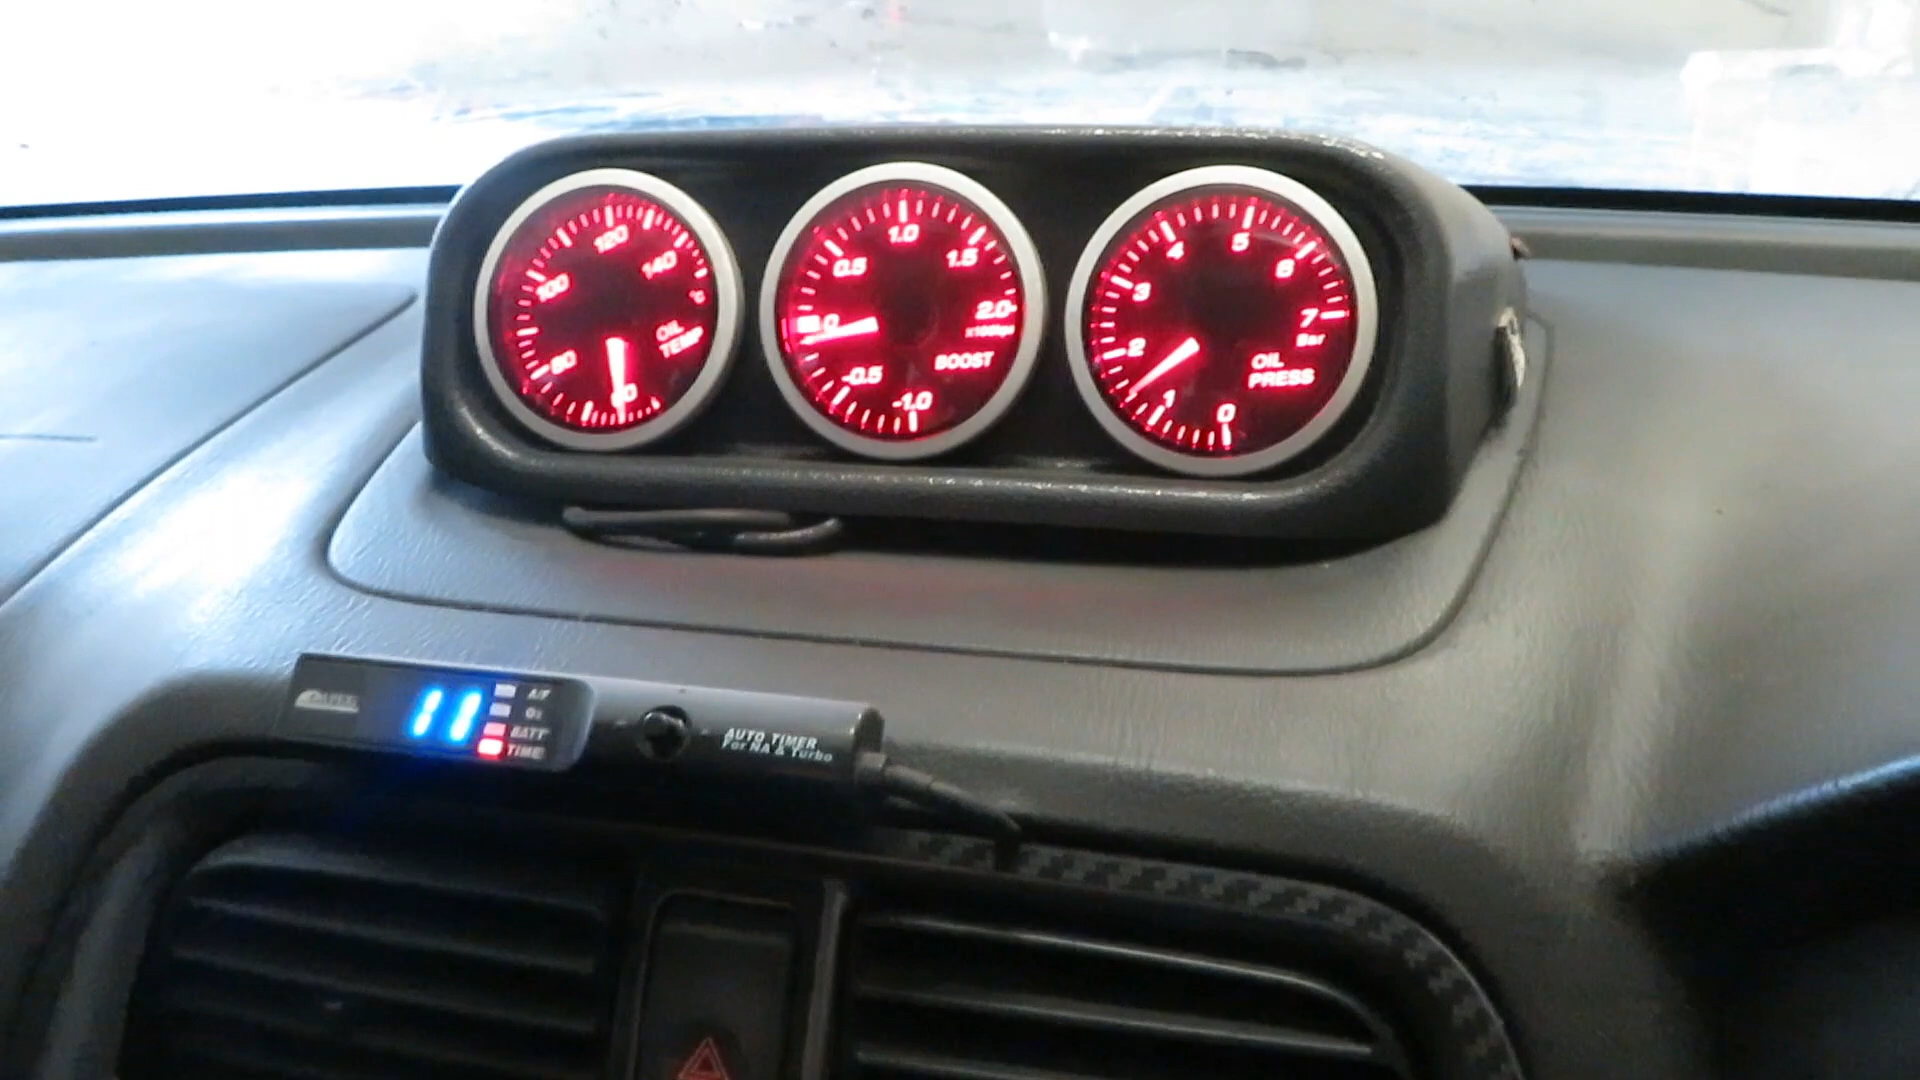 120
100
140
°C
80
OIL
TEMP
1.0
0.5
1.5
0
2.0
x100kpa
-0.5
BOOST
-1.0
4
5
3
6
7
Bar
2
OIL
PRESS
1
0
11
A/F
O2
BATT
TIME
AUTO TIMER
For NA & Turbo